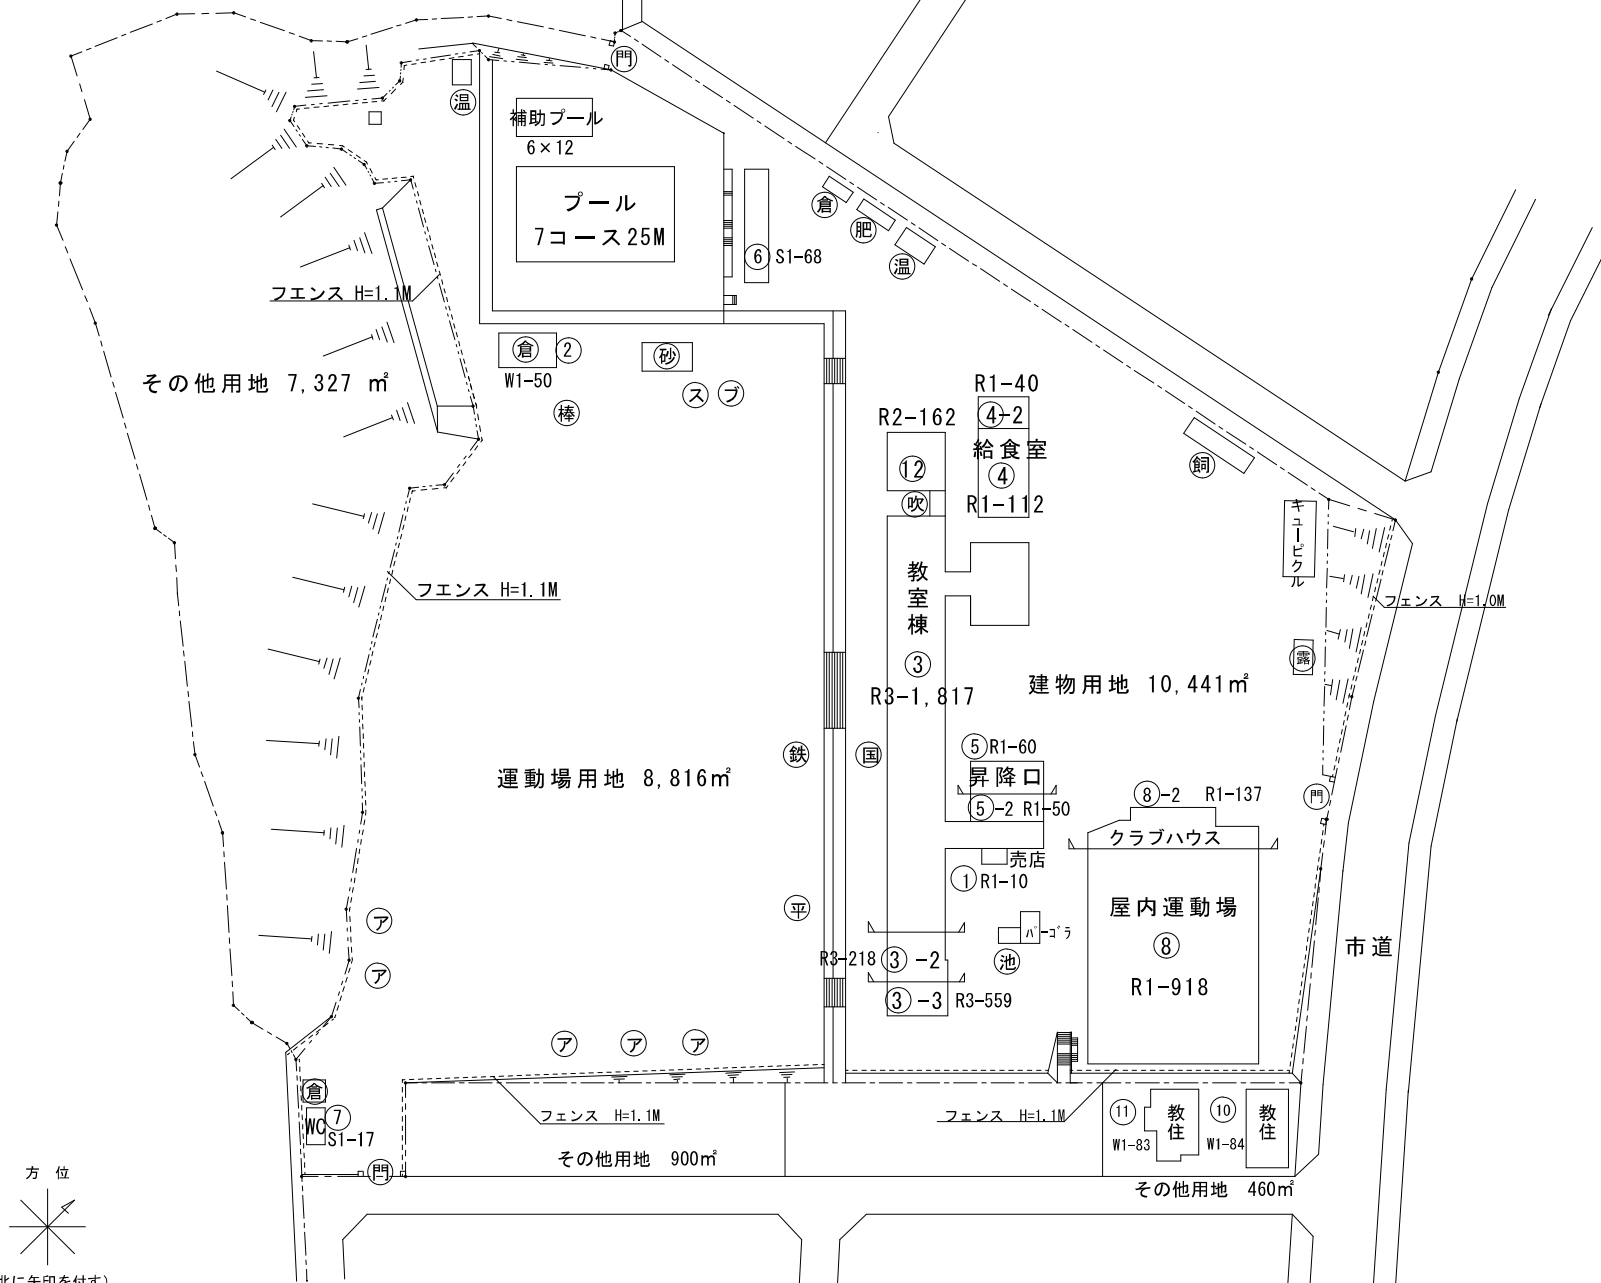 門
温
補助プール
6×12
プール
7コース25M
⑥ S1-68
倉
肥
温
フエンス H=1.1M
その他用地 7,327 ㎡
倉 ②
W1-50
砂
ス ブ
棒
R1-40
④-2
給食室
④
R1-112
R2-162
⑫
吹
飼
キュービクル
フェンス H=1.0M
フエンス H=1.1M
教室棟
③
R3-1,817
露
建物用地 10,441㎡
運動場用地 8,816㎡
鉄
国
⑤ R1-60
昇降口
⑤-2 R1-50
⑧-2 R1-137
門
クラブハウス
売店
① R1-10
屋内運動場
⑧
R1-918
平
ア
ア
パーゴラ
池
市道
R3-218 ③-2
③-3 R3-559
ア ア ア
倉
WC ⑦
S1-17
門
フェンス H=1.1M
フェンス H=1.1M
⑪
W1-83
教住
⑩
W1-84
教住
その他用地 900㎡
その他用地 460㎡
方 位
北に矢印を付す)